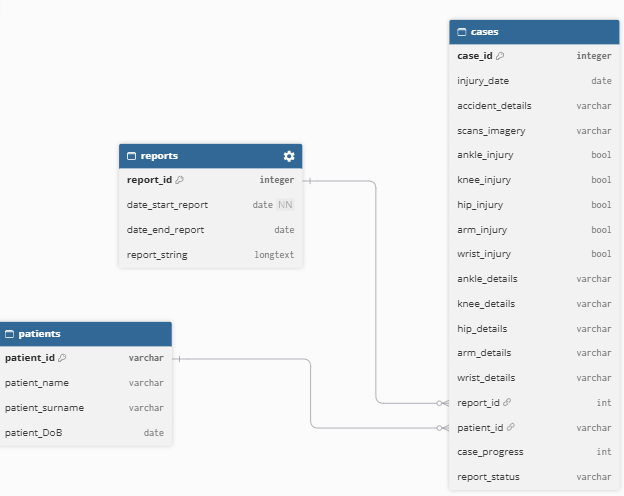 cases
case_id integer
injury_date date
accident_details varchar
scans_imagery varchar
ankle_injury bool
knee_injury bool
hip_injury bool
arm_injury bool
wrist_injury bool
ankle_details varchar
knee_details varchar
hip_details varchar
arm_details varchar
wrist_details varchar
report_id int
patient_id varchar
case_progress int
report_status varchar
reports
report_id integer
date_start_report date NN
date_end_report date
report_string longtext
patients
patient_id varchar
patient_name varchar
patient_surname varchar
patient_DoB date